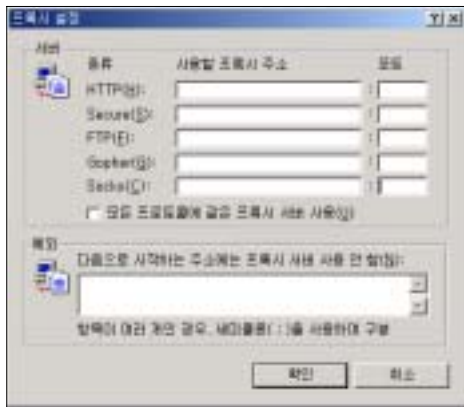 프록시 설정
서버
종류 사용할 프록시 주소 포트
HTTP(H): :
Secure(S): :
FTP(F): :
Gopher(G): :
Socks(C): :
모든 프로토콜에 같은 프록시 서버 사용(U)
예외
다음으로 시작하는 주소에는 프록시 서버 사용 안 함(N):
항목이 여러 개인 경우, 세미콜론( ; )을 사용하여 구분
확인 취소